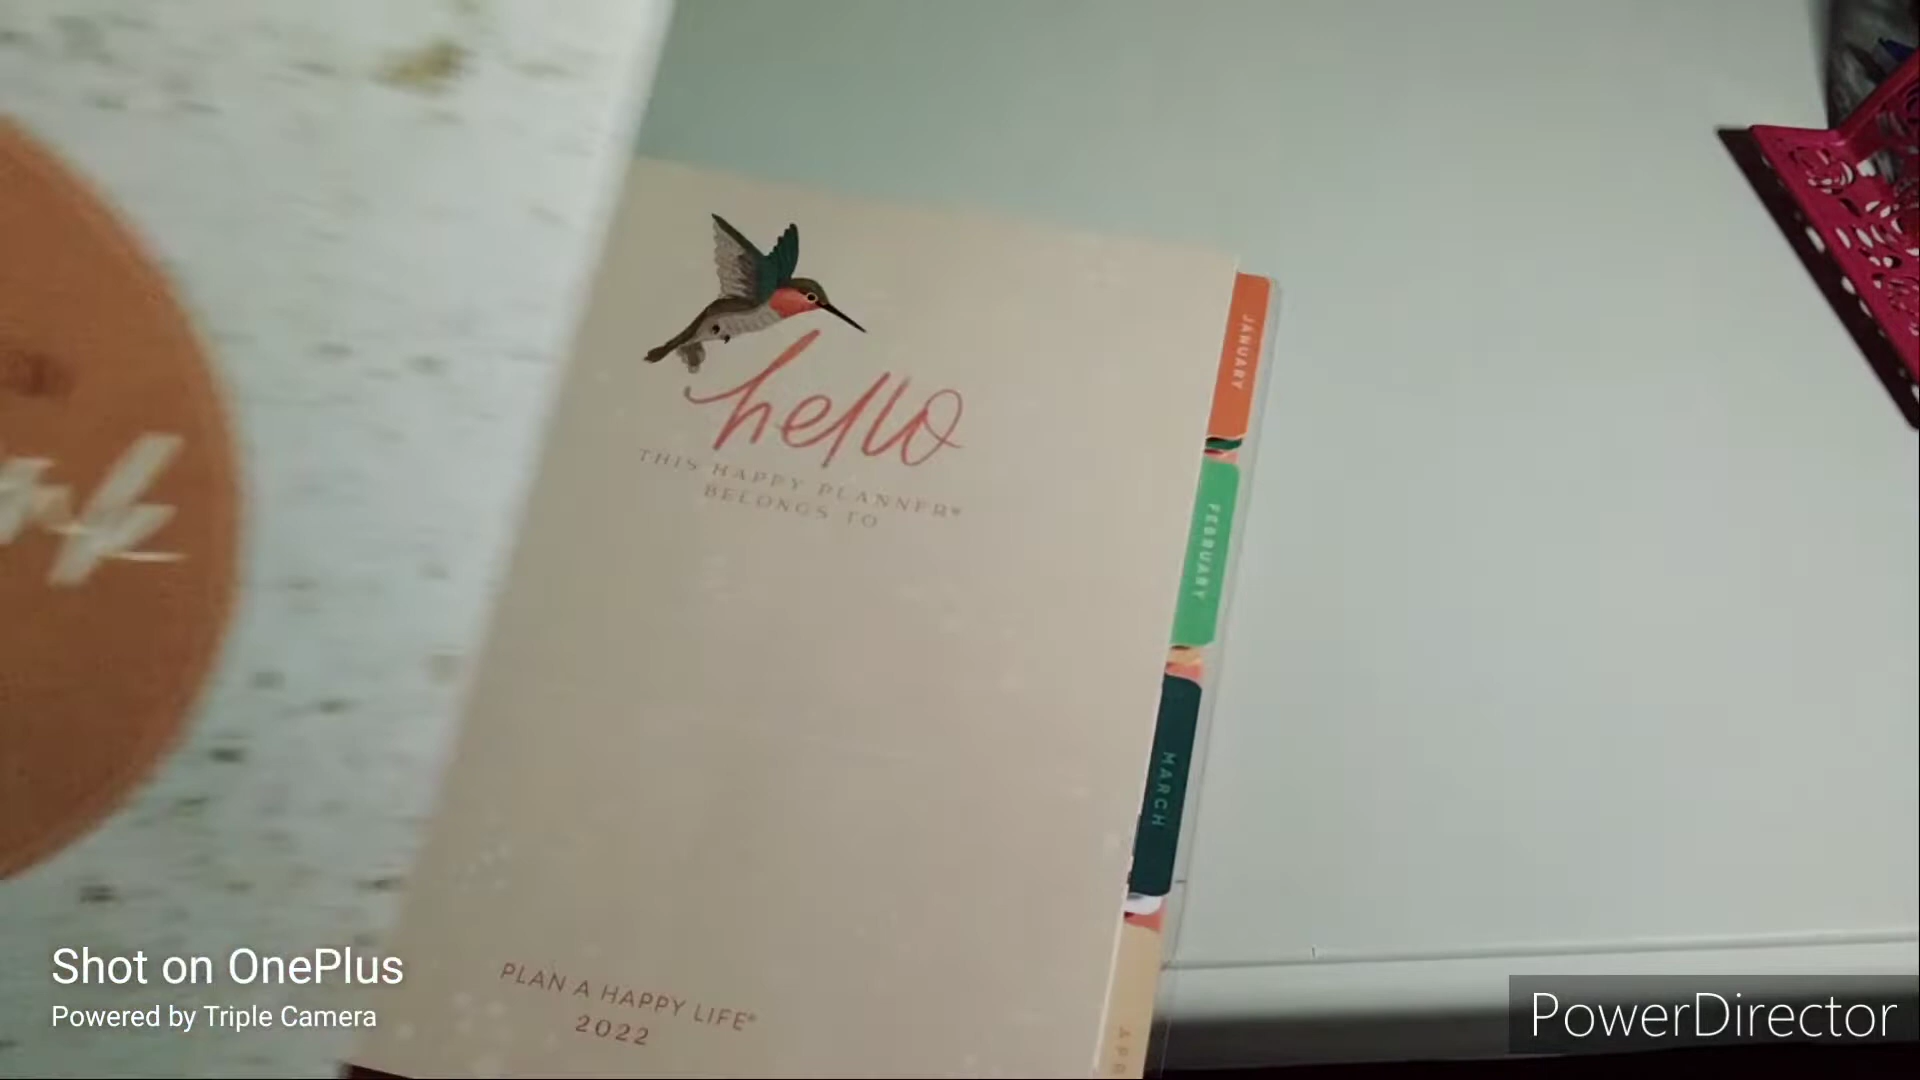 hello
THIS HAPPY PLANNER®
BELONGS TO
PLAN A HAPPY LIFE®
2022
JANUARY
FEBRUARY
MARCH
Shot on OnePlus
Powered by Triple Camera
PowerDirector